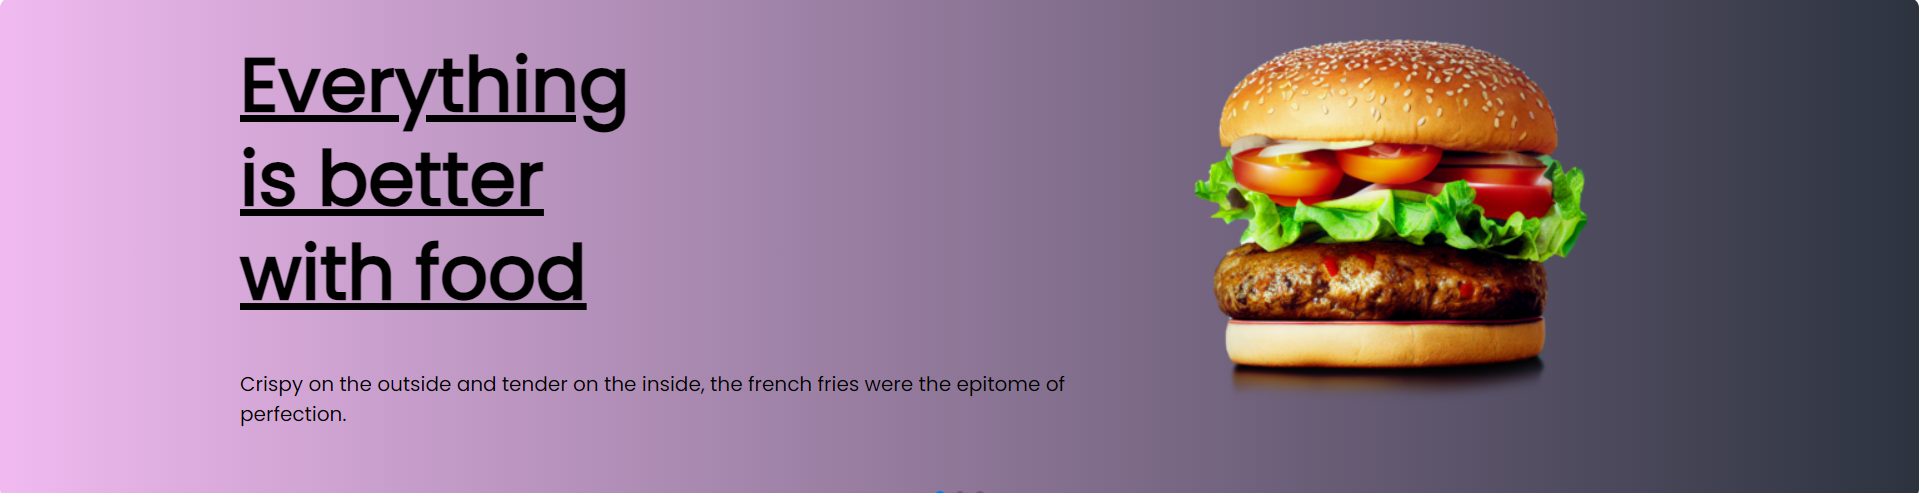 Everything
is better
with food
Crispy on the outside and tender on the inside, the french fries were the epitome of
perfection.